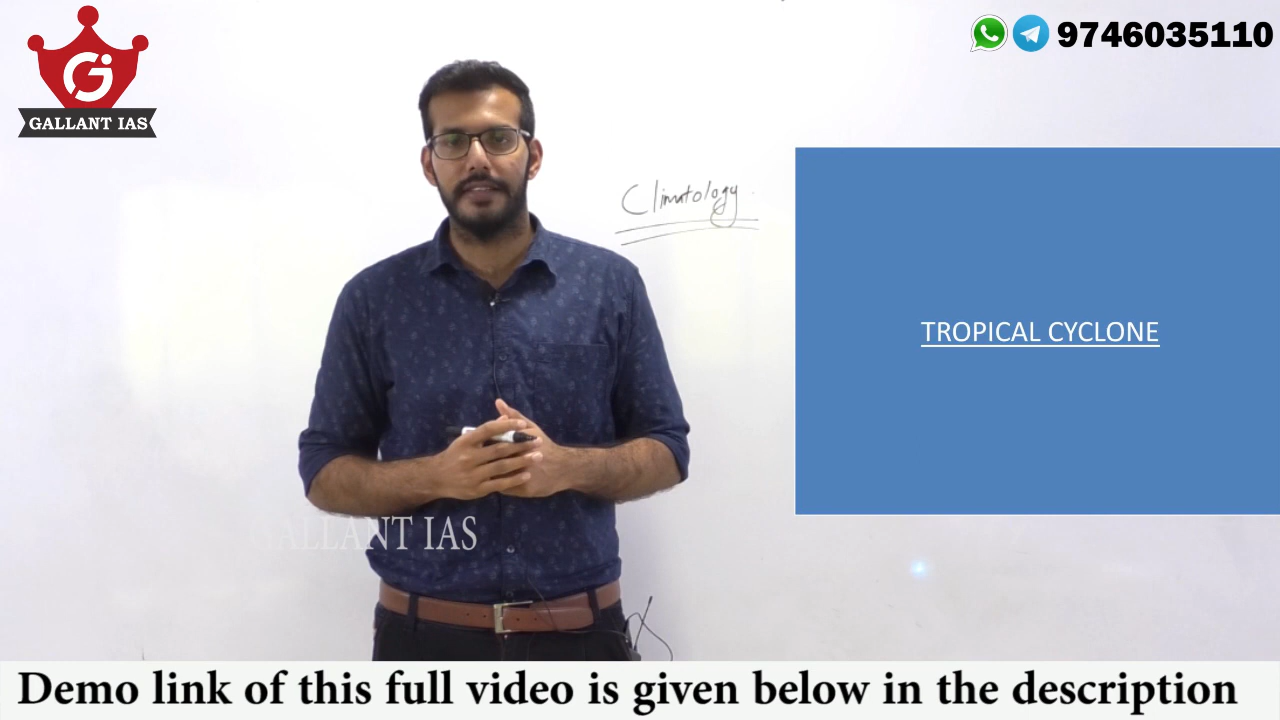 GALLANT IAS
9746035110
Climatology
TROPICAL CYCLONE
GALLANT IAS
Demo link of this full video is given below in the description